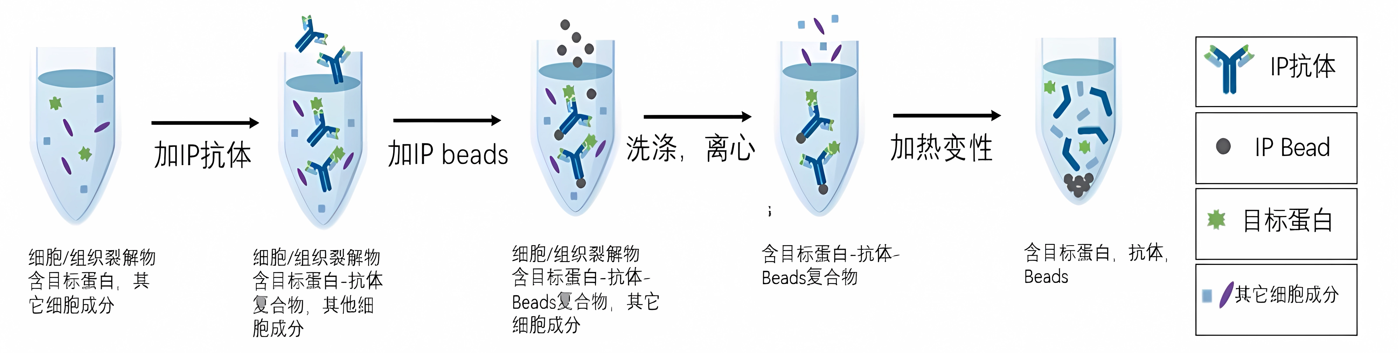 加IP抗体
加IP beads
洗涤，离心
加热变性
;
细胞/组织裂解物
含目标蛋白，其
它细胞成分
细胞/组织裂解物
含目标蛋白-抗体
复合物，其他细
胞成分
细胞/组织裂解物
含目标蛋白-抗体-
Beads复合物，其它
细胞成分
含目标蛋白-抗体-
Beads复合物
含目标蛋白，抗体，
Beads
IP抗体
IP Bead
目标蛋白
其它细胞成分